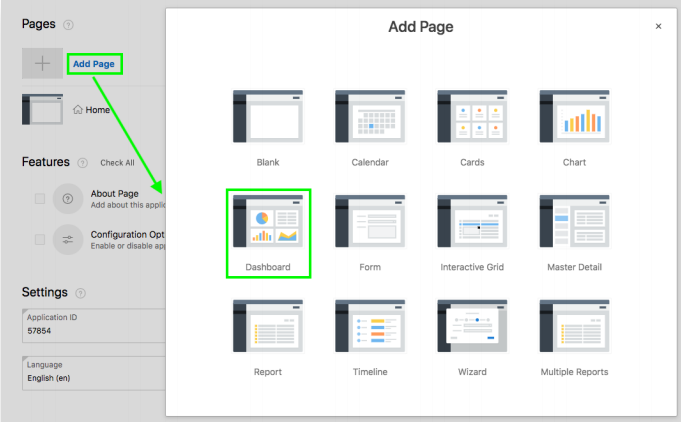 Pages ?
Add Page
Home
Features ? Check All
? About Page
Add about this applic
Configuration Opt
Enable or disable app
Settings ?
Application ID
57854
Language
English (en)
Add Page ×
Blank Calendar Cards Chart
Dashboard Form Interactive Grid Master Detail
Report Timeline Wizard Multiple Reports